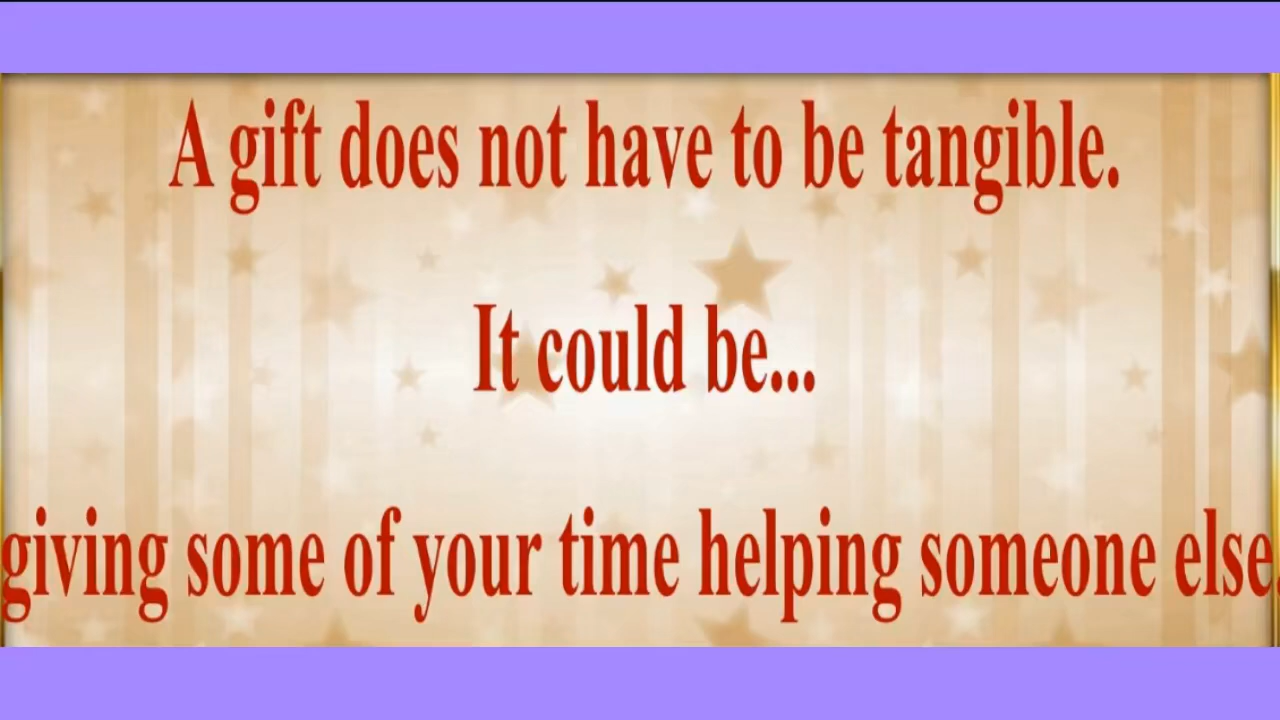 A gift does not have to be tangible.
It could be...
giving some of your time helping someone else.